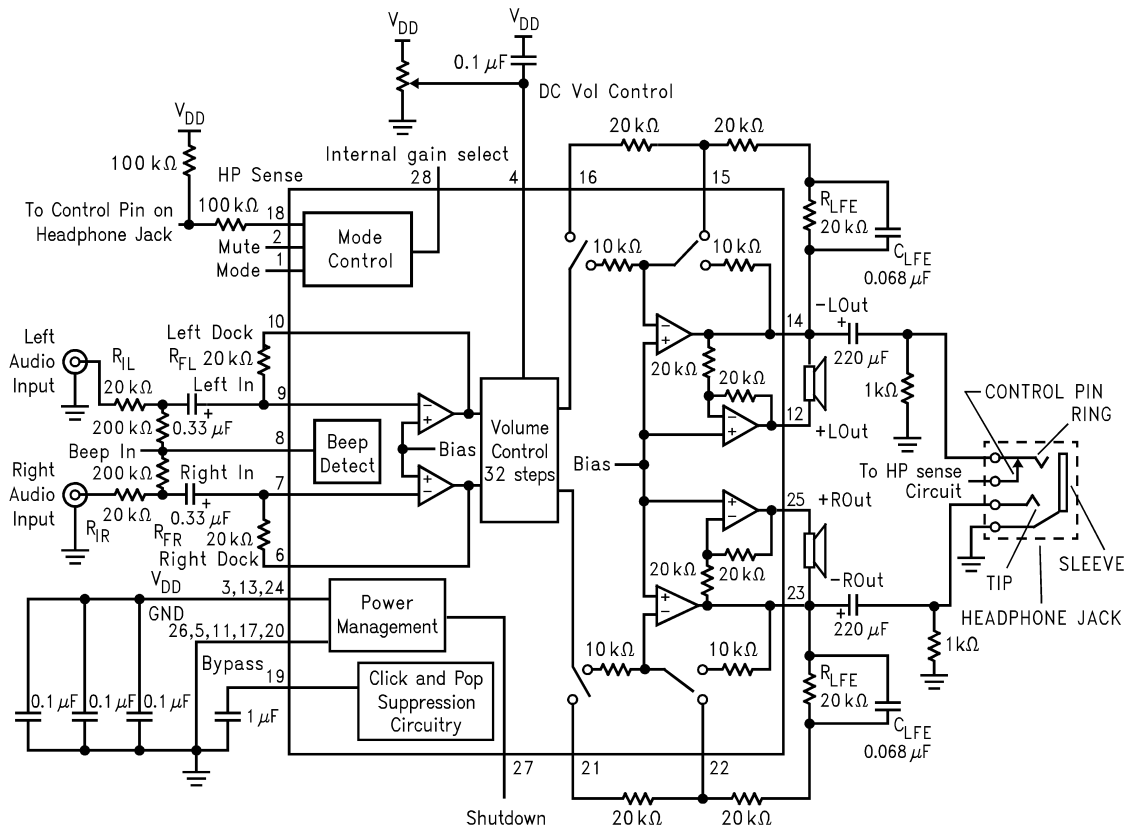 VDD
VDD
0.1 µF
DC Vol Control
VDD
100 kΩ
HP Sense
Internal gain select
28
4
16
15
20 kΩ
20 kΩ
To Control Pin on
Headphone Jack
100 kΩ
18
Mute
2
Mode
1
Mode
Control
10 kΩ
10 kΩ
RLFE
20 kΩ
CLFE
0.068 µF
10
Left Dock
Left
Audio
Input
RIL
20 kΩ
RFL
20 kΩ
Left In
9
0.33 µF
+
200 kΩ
Beep In
8
Beep
Detect
Bias
Volume
Control
32 steps
Bias
200 kΩ
Right
Audio
Input
Right In
7
RIR
20 kΩ
0.33 µF
+
RFR
20 kΩ
6
Right Dock
−
+
+
−
−
+
20 kΩ
20 kΩ
−
+
14
−LOut
+
220 µF
1 kΩ
12
+LOut
CONTROL PIN
RING
To HP sense
Circuit
TIP
SLEEVE
HEADPHONE JACK
25
+ROut
+
−
20 kΩ
20 kΩ
+
−
23
−ROut
+
220 µF
1 kΩ
VDD
3,13,24
GND
26,5,11,17,20
Power
Management
Bypass
19
Click and Pop
Suppression
Circuitry
0.1 µF
0.1 µF
0.1 µF
1 µF
10 kΩ
10 kΩ
RLFE
20 kΩ
CLFE
0.068 µF
27
21
22
Shutdown
20 kΩ
20 kΩ